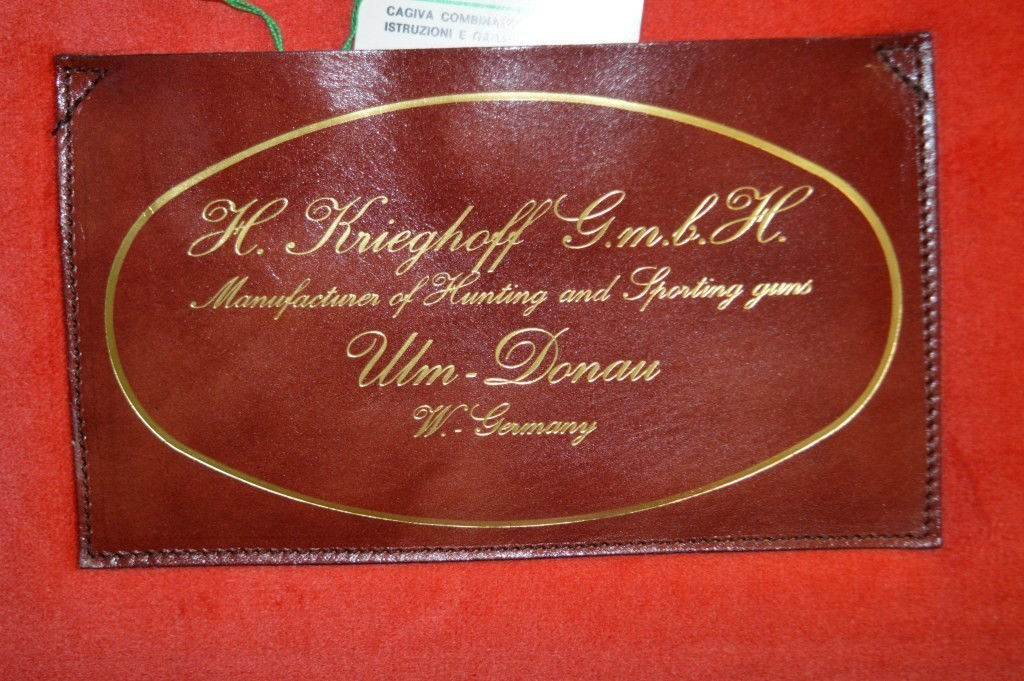 CAGIVA
ISTRUZIONI E
H. Krieghoff G.m.b.H.
Manufacturer of Hunting and Sporting guns
Ulm - Donau
W. - Germany